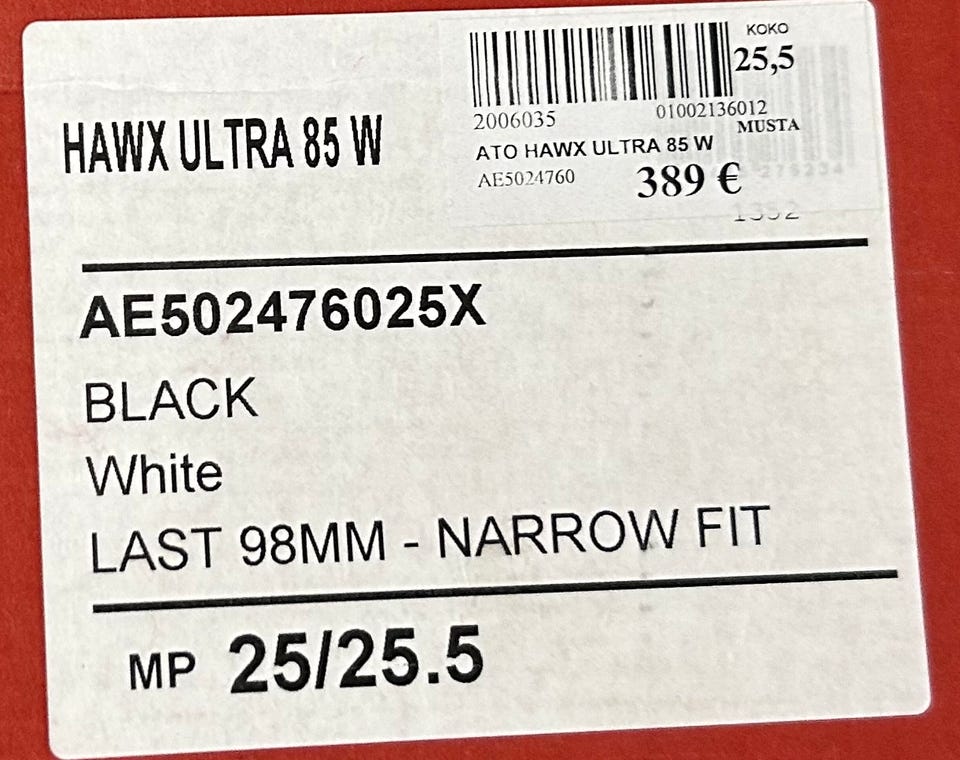 KOKO
25,5
2006035
01002136012
MUSTA
ATO HAWX ULTRA 85 W
AE5024760
389 €
1352
HAWX ULTRA 85 W
AE502476025X
BLACK
White
LAST 98MM - NARROW FIT
MP 25/25.5